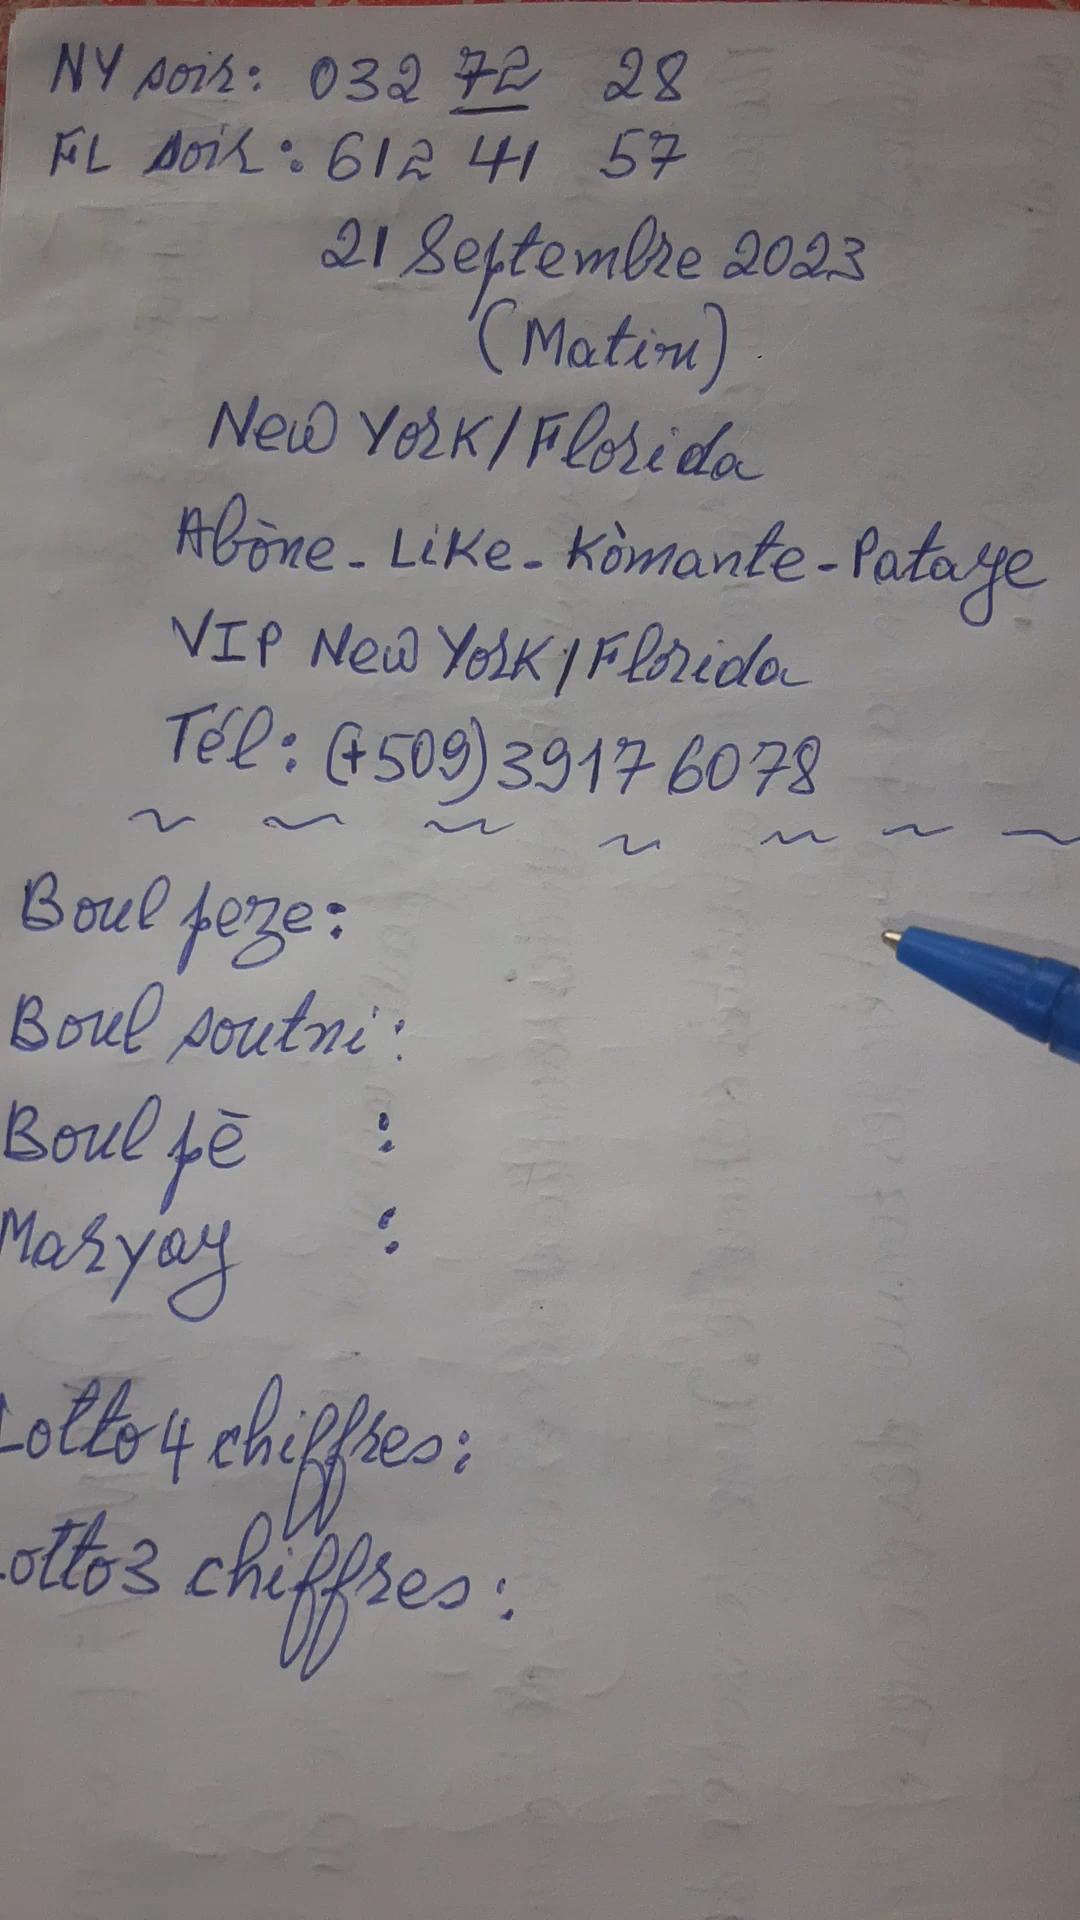 NY soir: 032 72 28
FL soir: 612 41 57
21 Septembre 2023
(Matin)
New York/Florida
Abòne - Like - Kòmante - Pataje
VIP New York/Florida
Tél: (+509) 3917 6078
Boul peze:
Boul soutni:
Boul pè :
Maryaj :
Lotto 4 chiffres:
Lotto 3 chiffres: